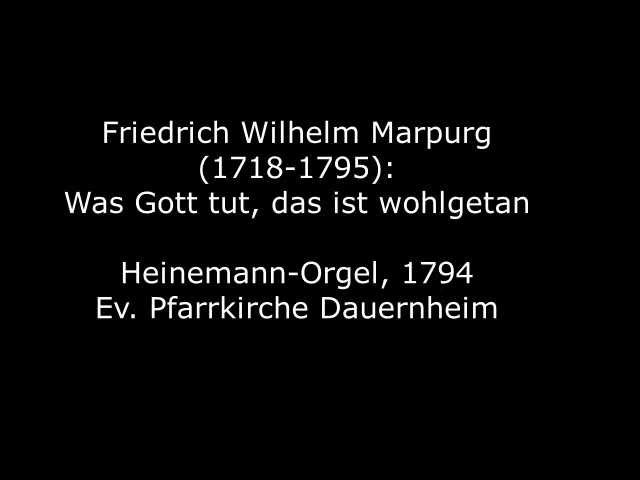 Friedrich Wilhelm Marpurg
(1718-1795):
Was Gott tut, das ist wohlgetan
Heinemann-Orgel, 1794
Ev. Pfarrkirche Dauernheim